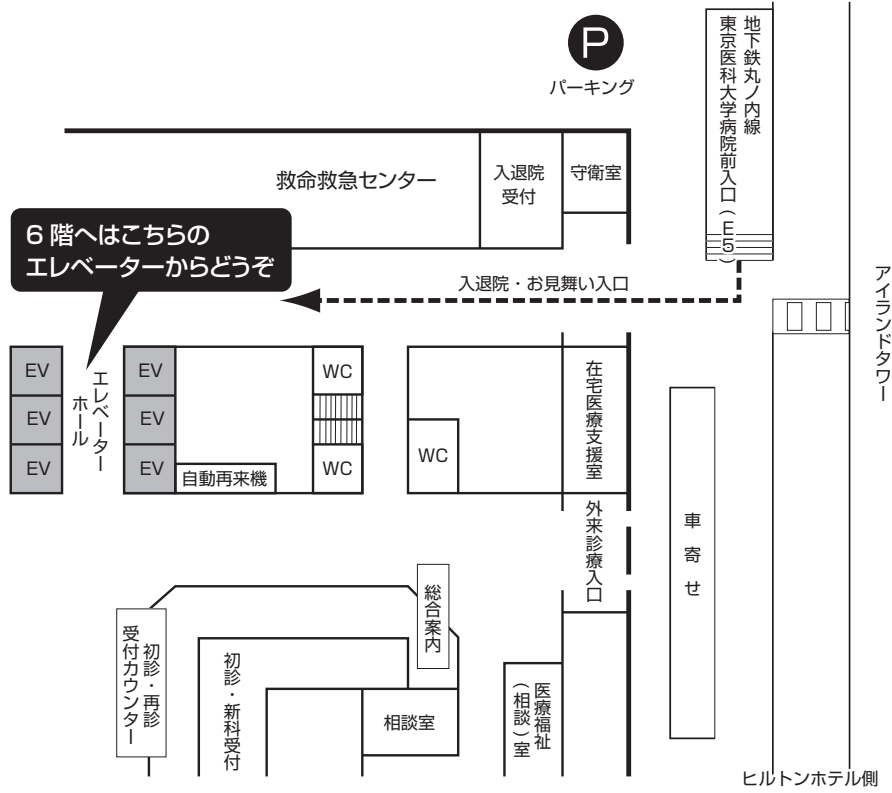 P
パーキング
地下鉄丸ノ内線
東京医科大学病院前入口(E5)
救命救急センター
入退院
受付
守衛室
6 階へはこちらの
エレベーターからどうぞ
入退院・お見舞い入口
アイランドタワー
EV
EV
EV
エレベーター
ホール
EV
EV
EV
自動再来機
WC
WC
WC
在宅医療支援室
外来診療入口
車寄せ
総合案内
初診・再診
受付カウンター
初診・新科受付
相談室
医療福祉
(相談)室
ヒルトンホテル側